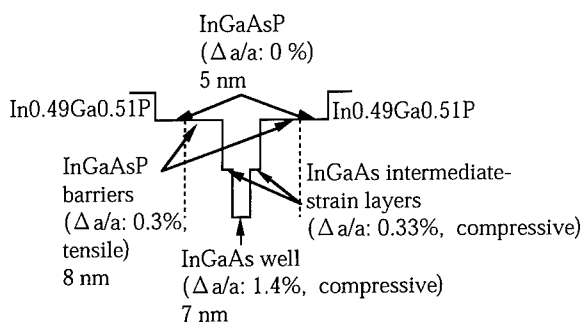 InGaAsP
(Δa/a: 0 %)
5 nm
In0.49Ga0.51P
In0.49Ga0.51P
InGaAsP
barriers
(Δa/a: 0.3%,
tensile)
8 nm
InGaAs intermediate-
strain layers
(Δa/a: 0.33%, compressive)
InGaAs well
(Δa/a: 1.4%, compressive)
7 nm